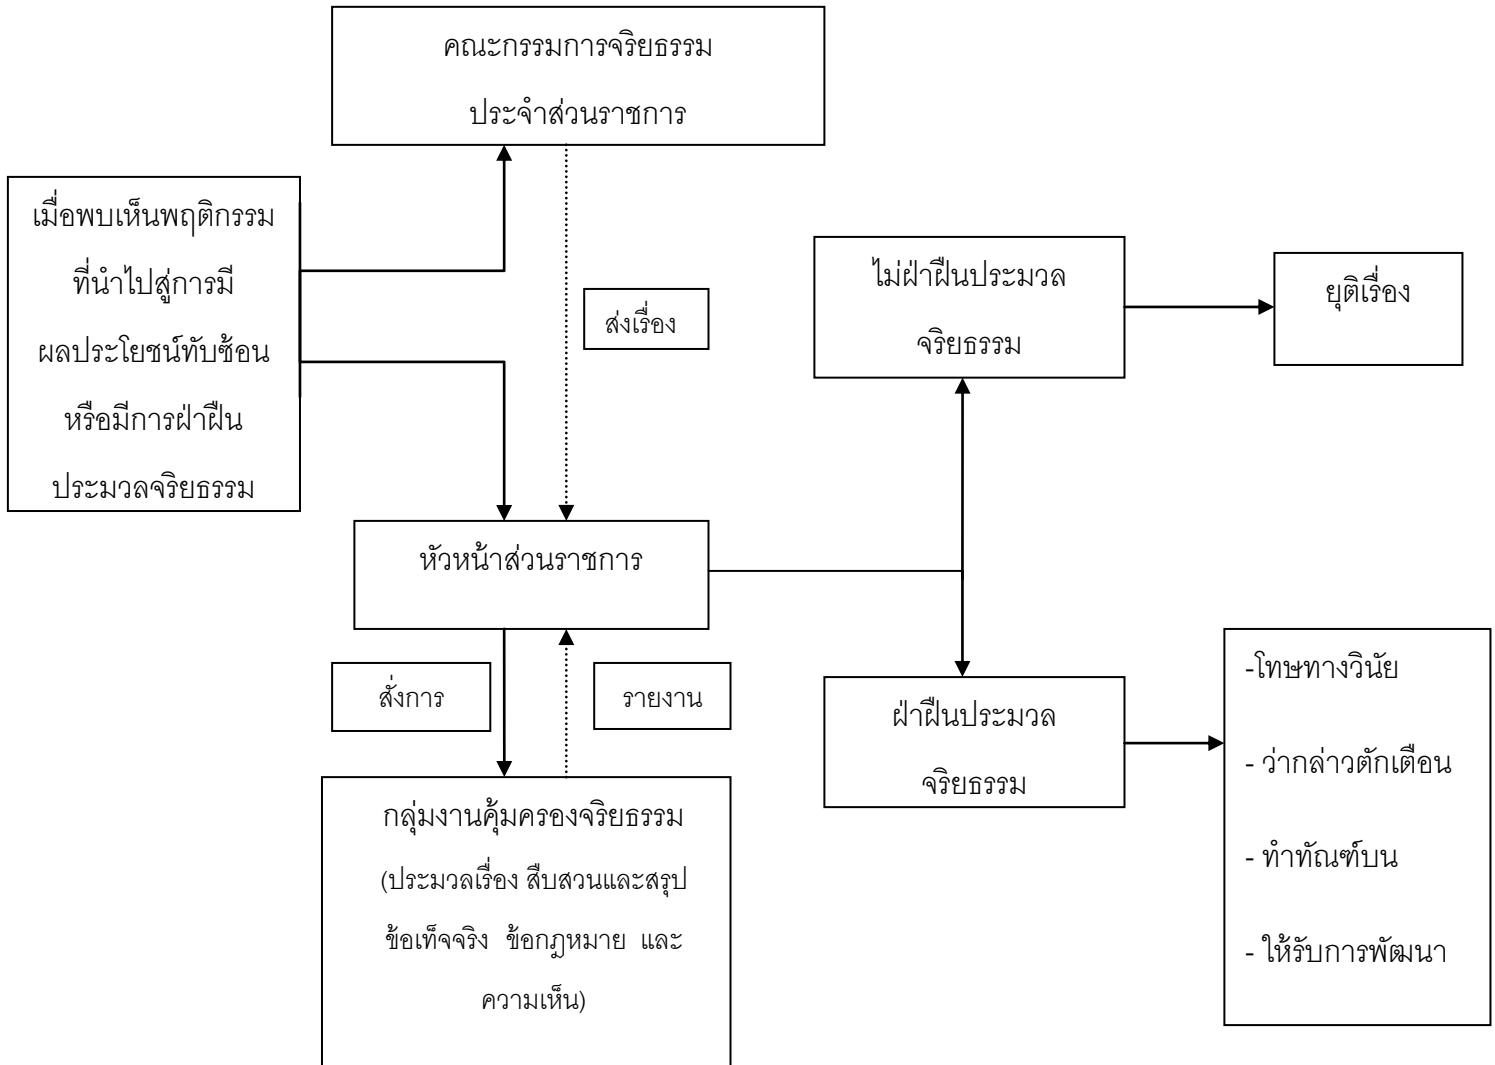 คณะกรรมการจริยธรรม
ประจำส่วนราชการ
เมื่อพบเห็นพฤติกรรม
ที่นำไปสู่การมี
ผลประโยชน์ทับซ้อน
หรือมีการฝ่าฝืน
ประมวลจริยธรรม
ส่งเรื่อง
ไม่ฝ่าฝืนประมวล
จริยธรรม
ยุติเรื่อง
หัวหน้าส่วนราชการ
สั่งการ
รายงาน
ฝ่าฝืนประมวล
จริยธรรม
-โทษทางวินัย
- ว่ากล่าวตักเตือน
- ทำทัณฑ์บน
- ให้รับการพัฒนา
กลุ่มงานคุ้มครองจริยธรรม
(ประมวลเรื่อง สืบสวนและสรุป
ข้อเท็จจริง ข้อกฎหมาย และ
ความเห็น)